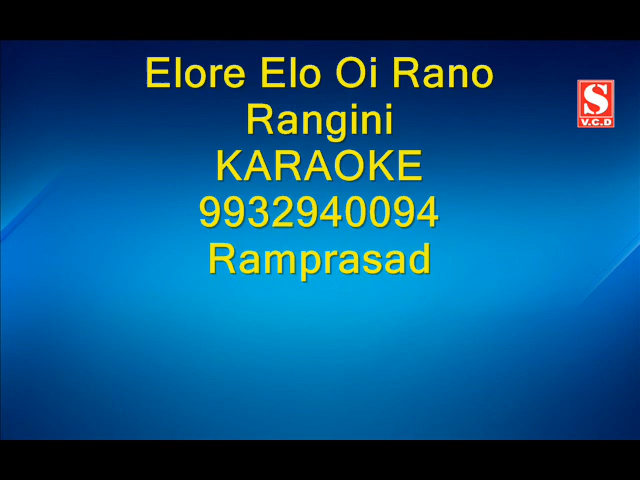 Elore Elo Oi Rano
Rangini
KARAOKE
9932940094
Ramprasad
S
V.C.D